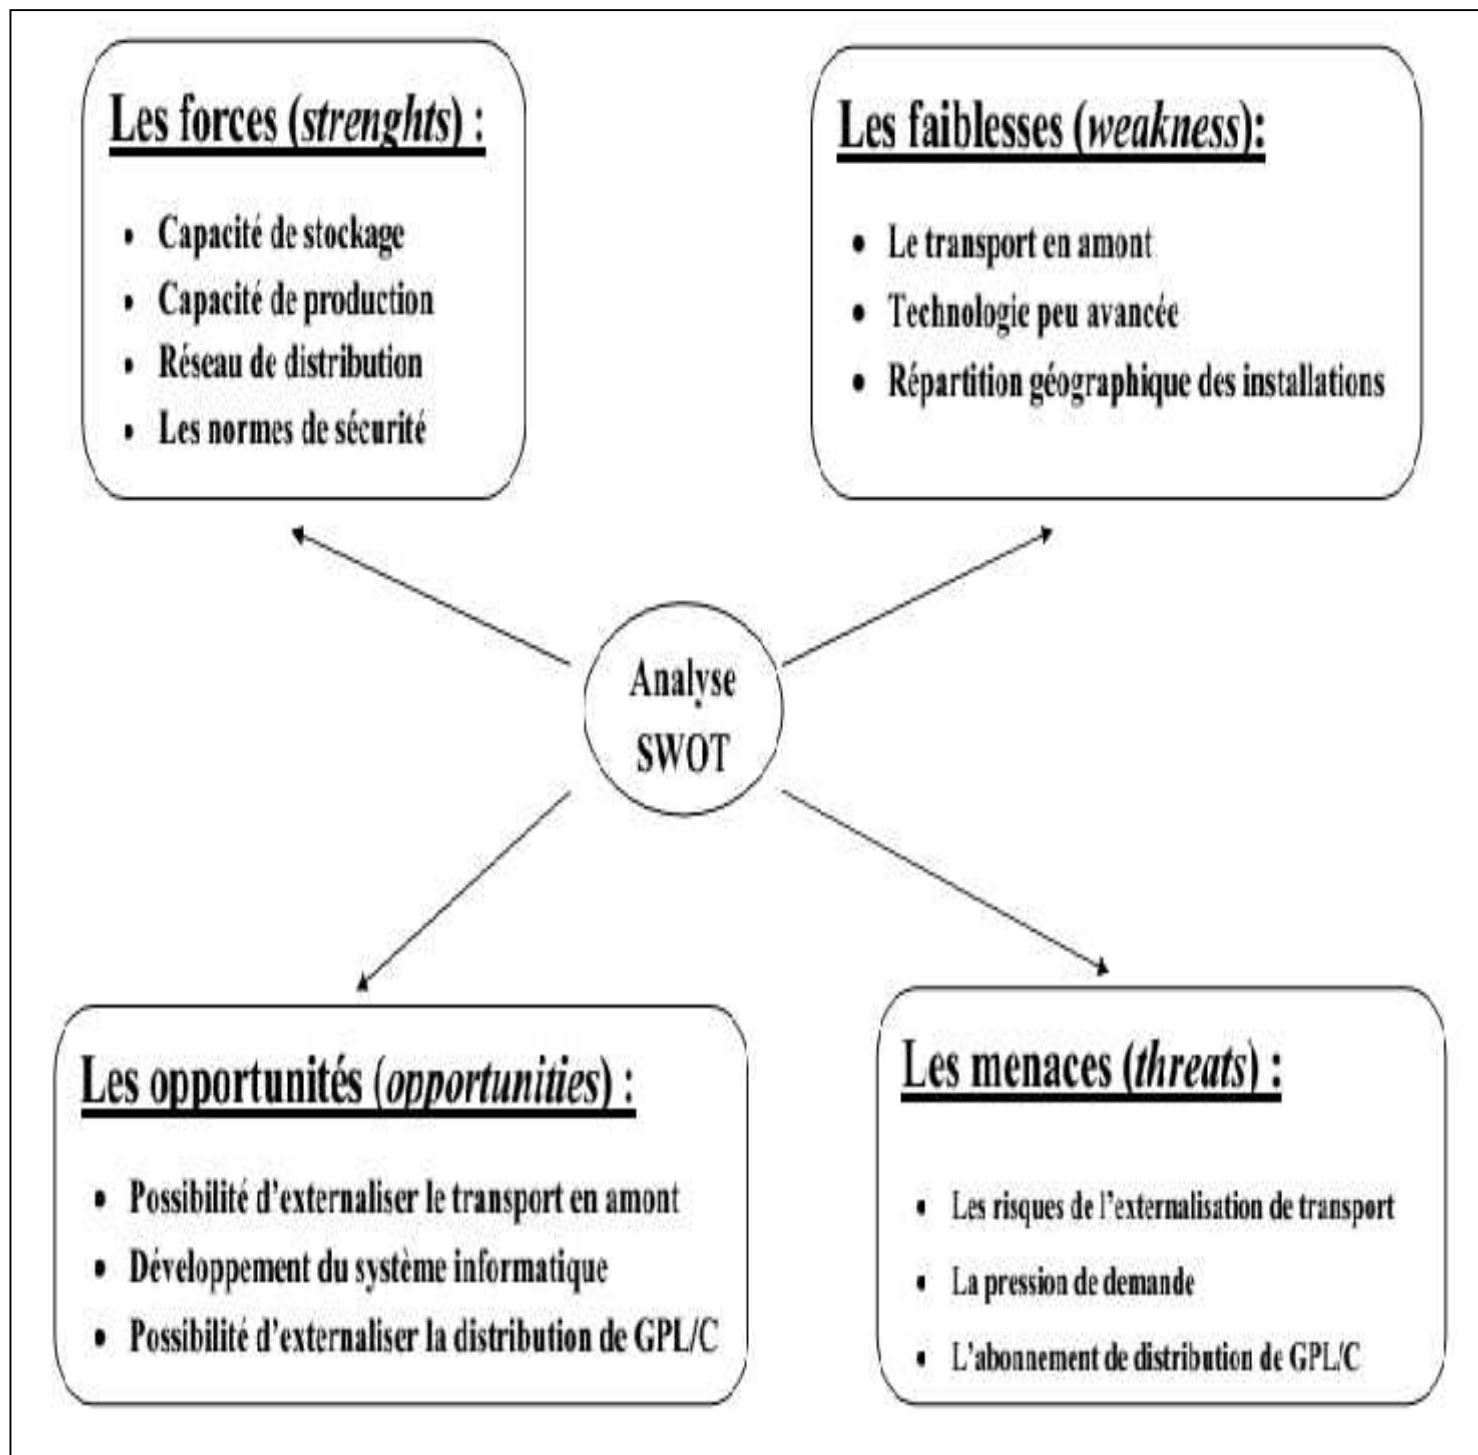 Les forces (strenghts) :
• Capacité de stockage
• Capacité de production
• Réseau de distribution
• Les normes de sécurité
Les faiblesses (weakness):
• Le transport en amont
• Technologie peu avancée
• Répartition géographique des installations
Analyse
SWOT
Les opportunités (opportunities) :
• Possibilité d'externaliser le transport en amont
• Développement du système informatique
• Possibilité d'externaliser la distribution de GPL/C
Les menaces (threats) :
• Les risques de l'externalisation de transport
• La pression de demande
• L'abonnement de distribution de GPL/C